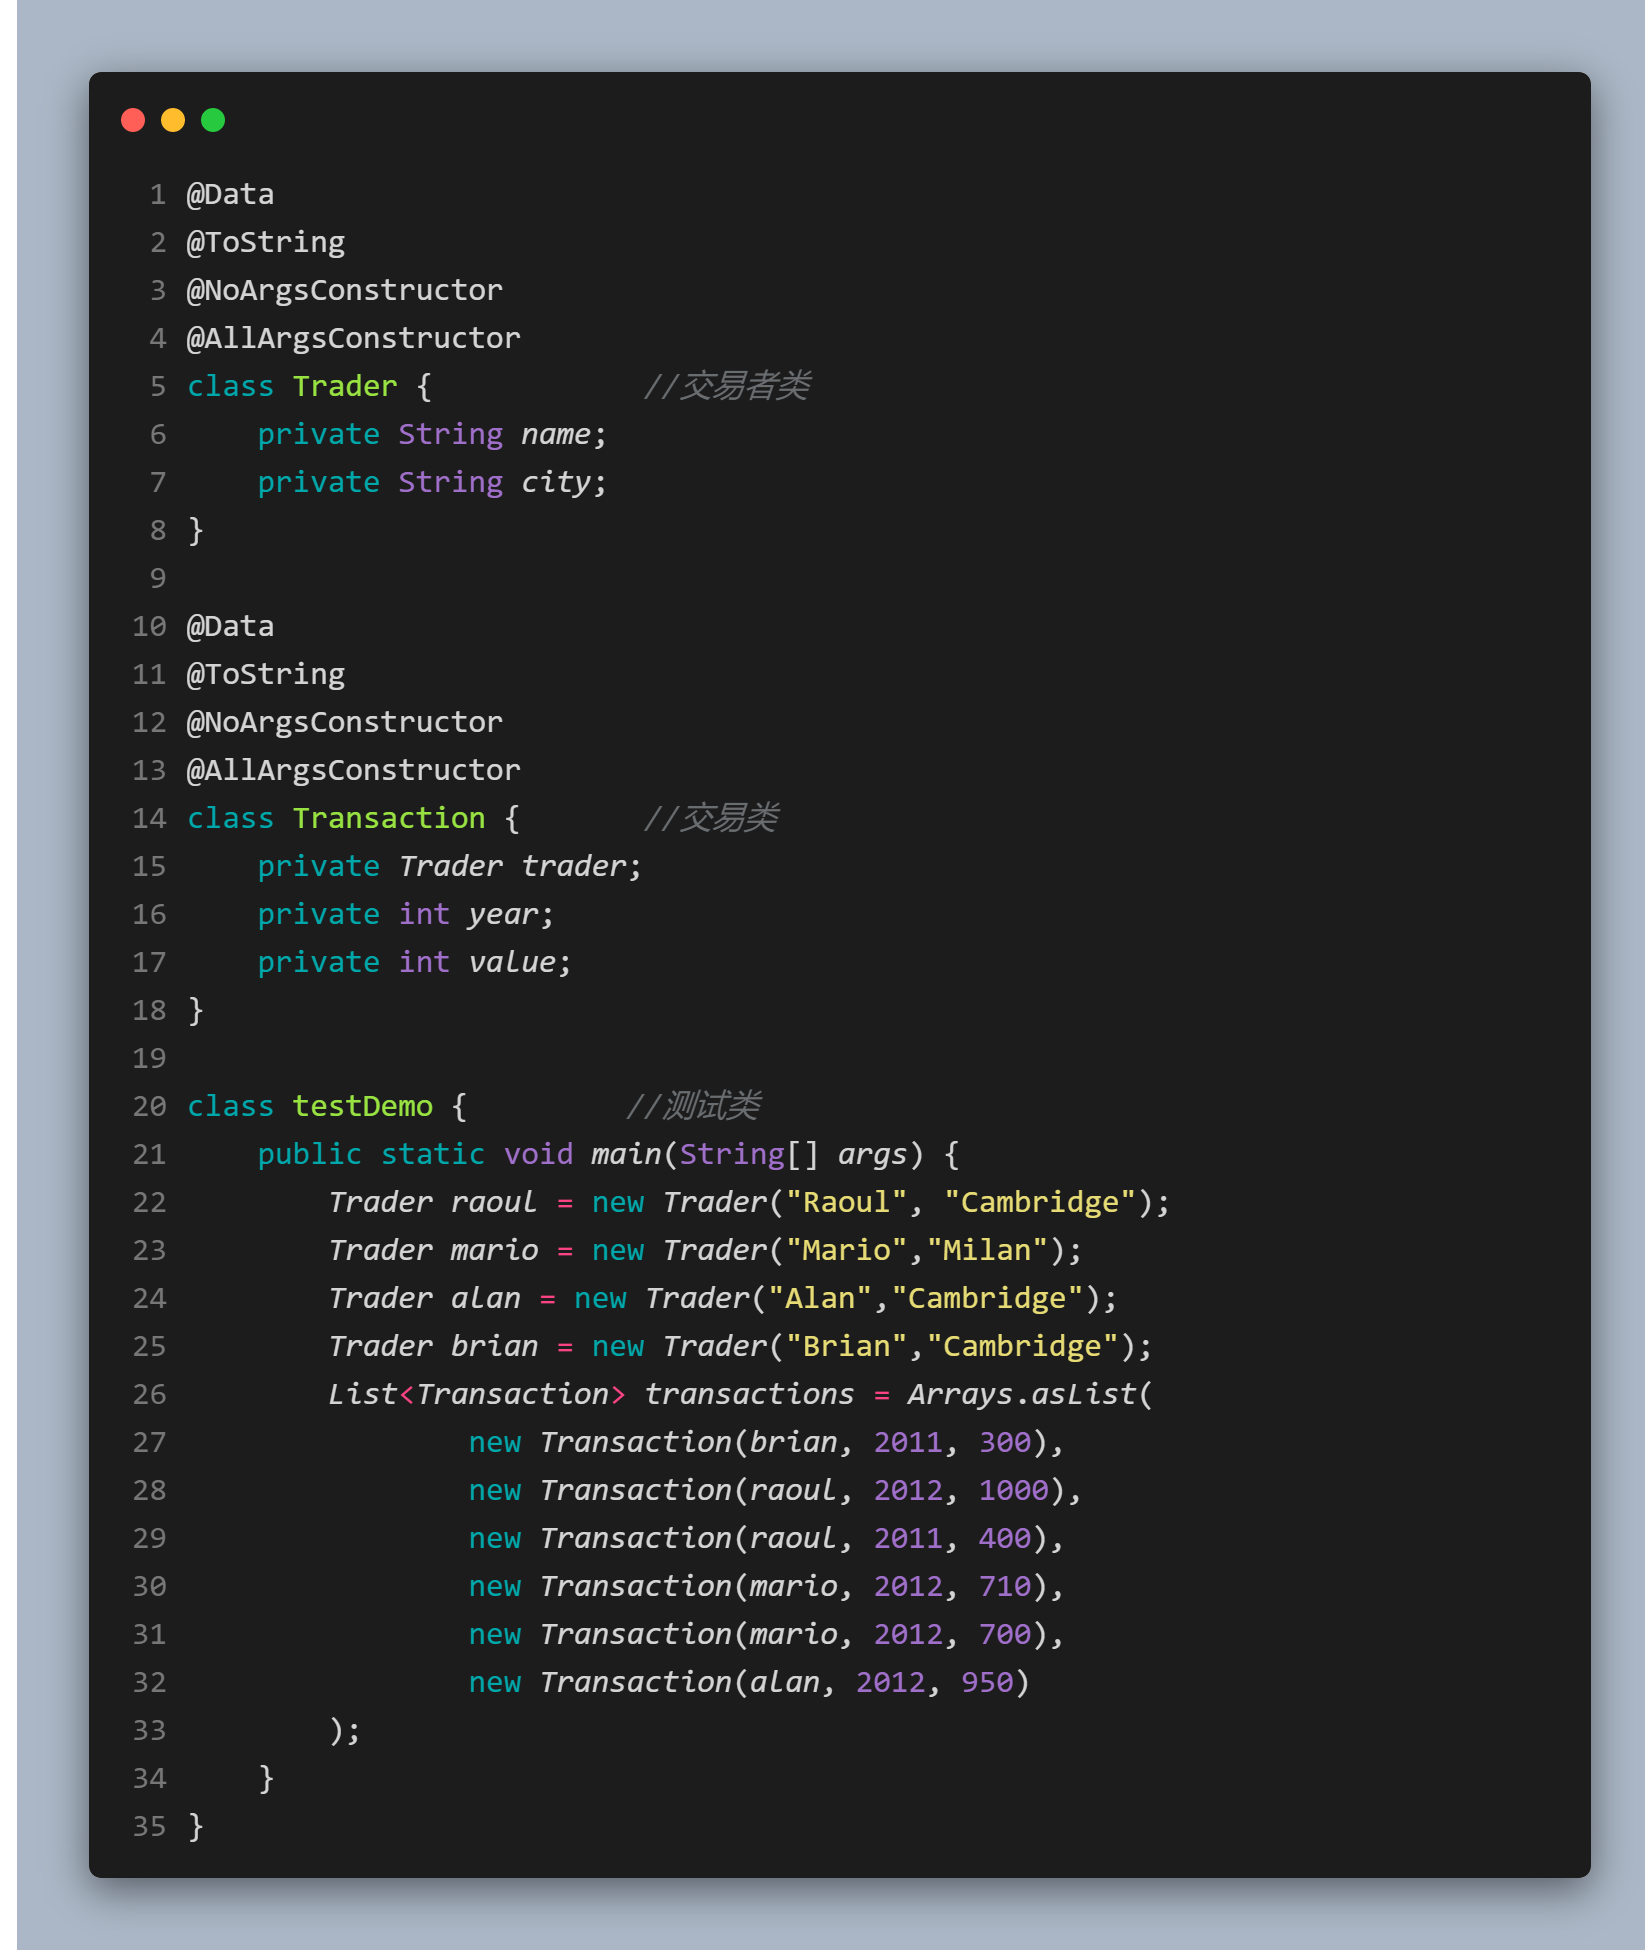 1 @Data
2 @ToString
3 @NoArgsConstructor
4 @AllArgsConstructor
5 class Trader {            //交易者类
6     private String name;
7     private String city;
8 }
9
10 @Data
11 @ToString
12 @NoArgsConstructor
13 @AllArgsConstructor
14 class Transaction {       //交易类
15     private Trader trader;
16     private int year;
17     private int value;
18 }
19
20 class testDemo {         //测试类
21     public static void main(String[] args) {
22         Trader raoul = new Trader("Raoul", "Cambridge");
23         Trader mario = new Trader("Mario","Milan");
24         Trader alan = new Trader("Alan","Cambridge");
25         Trader brian = new Trader("Brian","Cambridge");
26         List<Transaction> transactions = Arrays.asList(
27                 new Transaction(brian, 2011, 300),
28                 new Transaction(raoul, 2012, 1000),
29                 new Transaction(raoul, 2011, 400),
30                 new Transaction(mario, 2012, 710),
31                 new Transaction(mario, 2012, 700),
32                 new Transaction(alan, 2012, 950)
33         );
34     }
35 }